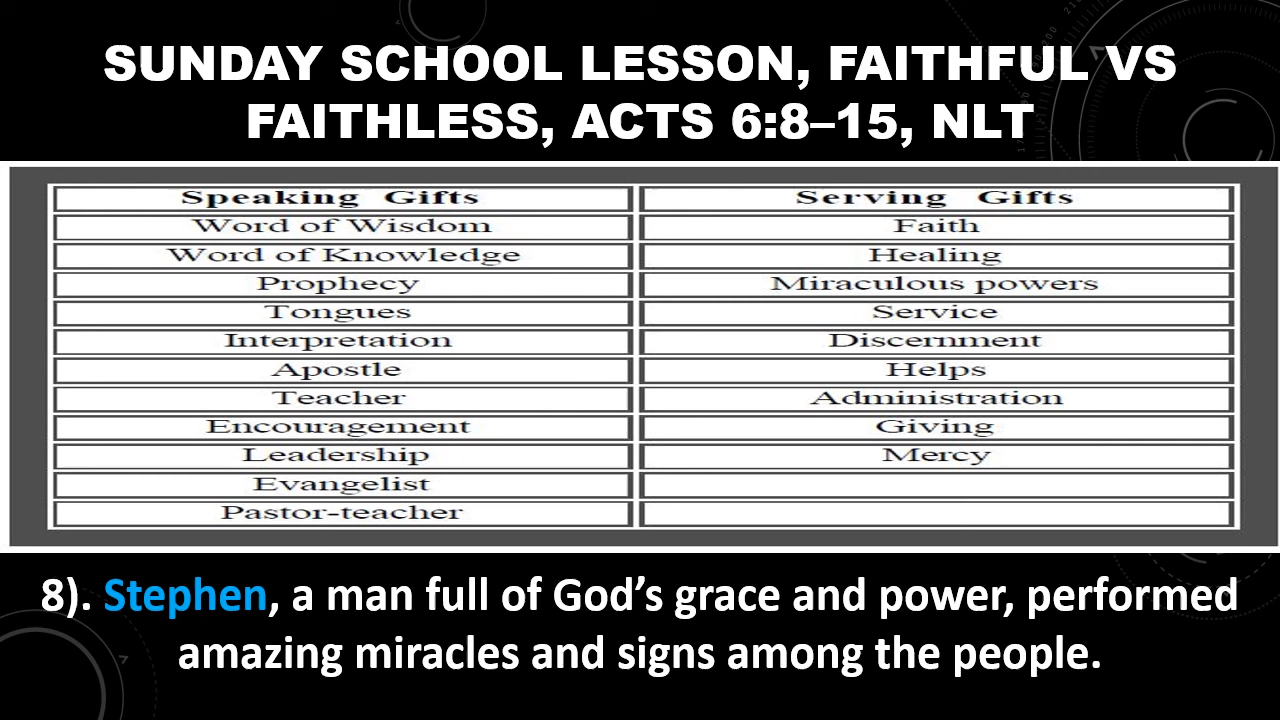 SUNDAY SCHOOL LESSON, FAITHFUL VS
FAITHLESS, ACTS 6:8–15, NLT
Speaking Gifts Serving Gifts
Word of Wisdom Faith
Word of Knowledge Healing
Prophecy Miraculous powers
Tongues Service
Interpretation Discernment
Apostle Helps
Teacher Administration
Encouragement Giving
Leadership Mercy
Evangelist
Pastor-teacher
8). Stephen, a man full of God’s grace and power, performed
amazing miracles and signs among the people.